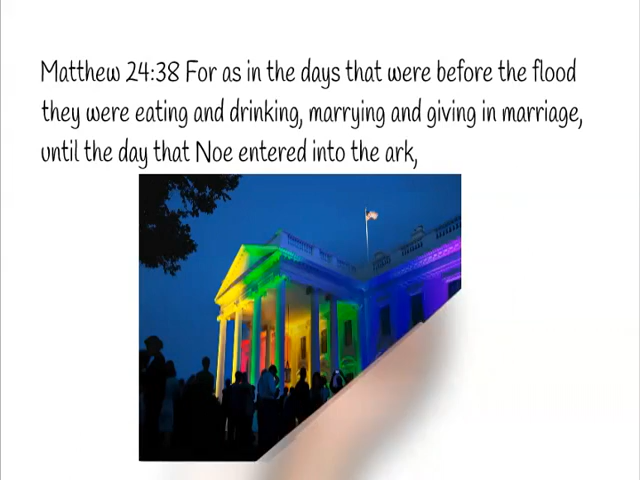 Matthew 24:38 For as in the days that were before the flood
they were eating and drinking, marrying and giving in marriage,
until the day that Noe entered into the ark,